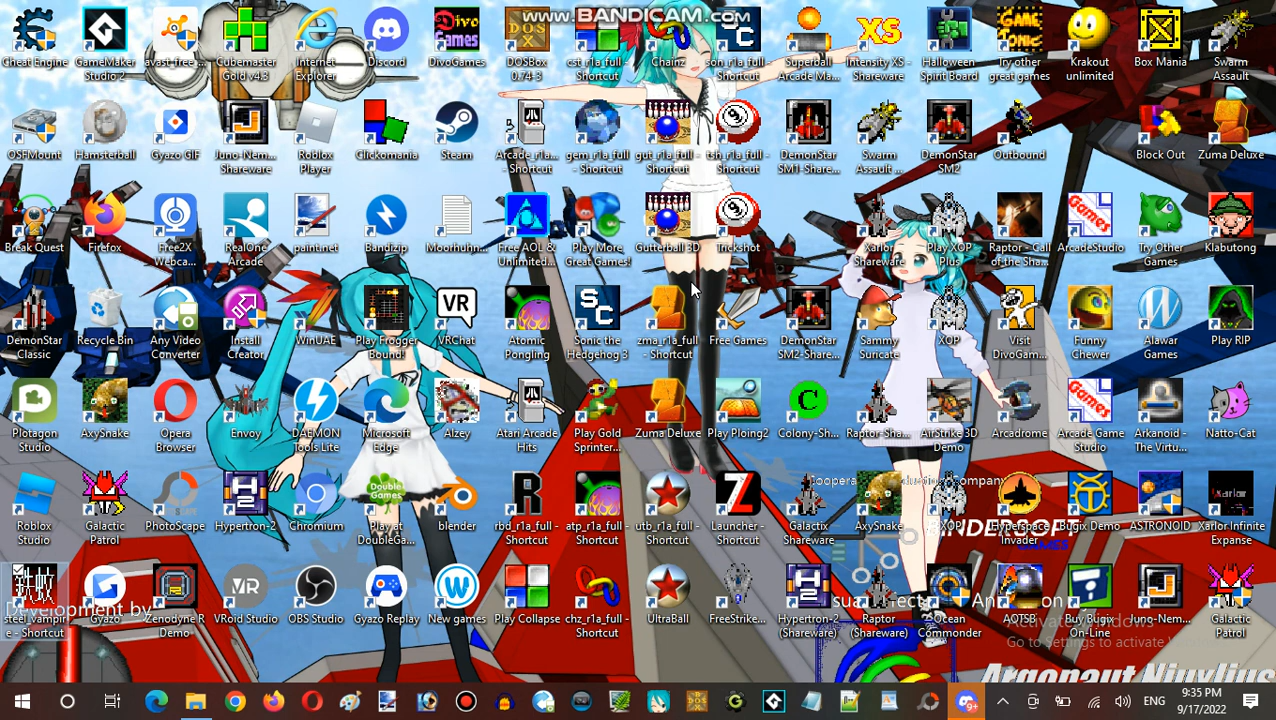 www.BANDICAM.com
Cheat Engine
GameMaker
Studio 2
avast_free_...
Cubemaster
Gold v4.3
Internet
Explorer
Discord
DivoGames
DOSBox
0.74-3
cst_r1a_full -
Shortcut
Chainz
son_r1a_full -
Shortcut
Superball
Arcade Ma...
Intensity XS -
Shareware
Halloween
Spirit Board
Try other
great games
Krakout
unlimited
Box Mania
Swarm
Assault
OSFMount
Hamsterball
Gyazo GIF
Juno-Nem...
Shareware
Roblox
Player
Clickomania
Steam
Arcade_r1a...
- Shortcut
gem_r1a_full
- Shortcut
gut_r1a_full -
Shortcut
tsh_r1a_full -
Shortcut
DemonStar
SM1-Share...
Swarm
Assault ...
DemonStar
SM2
Outbound
Block Out
Zuma Deluxe
Break Quest
Firefox
Free2X
Webca...
RealOne
Arcade
paint.net
Bandizip
Moorhuhn...
Free AOL &
Unlimited...
Play More
Great Games!
Gutterball 3D
Trickshot
Xarlor
Shareware
Play XOP
Plus
Raptor - Call
of the Sha...
ArcadeStudio
Try Other
Games
Klabutong
DemonStar
Classic
Recycle Bin
Any Video
Converter
Install
Creator
WinUAE
Play Frogger
Bound!
VRChat
Atomic
Pongling
Sonic the
Hedgehog 3
zma_r1a_full
- Shortcut
Free Games
DemonStar
SM2-Share...
Sammy
Suricate
XOP
Visit
DivoGam...
Funny
Chewer
Alawar
Games
Play RIP
Plotagon
Studio
AxySnake
Opera
Browser
Envoy
DAEMON
Tools Lite
Microsoft
Edge
Alzey
Atari Arcade
Hits
Play Gold
Sprinter...
Zuma Deluxe
Play Ploing2
Colony-Sh...
Raptor-Sha...
AirStrike 3D
Demo
Arcadrome
Arcade Game
Studio
Arkanoid -
The Virtu...
Natto-Cat
Roblox
Studio
Galactic
Patrol
PhotoScape
Hypertron-2
Chromium
Play at
DoubleGa...
blender
rbd_r1a_full -
Shortcut
atp_r1a_full -
Shortcut
utb_r1a_full -
Shortcut
Launcher -
Shortcut
Galactix
Shareware
AxySnake
XOP
Hyperspace
Invader
Bugix Demo
ASTRONOID
Xarlor Infinite
Expanse
Gyazo
Zenodyne R
Demo
VRoid Studio
OBS Studio
Gyazo Replay
New games
Play Collapse
chz_r1a_full -
Shortcut
UltraBall
FreeStrike...
Hypertron-2
(Shareware)
Raptor
(Shareware)
Ocean
Commonder
AOTSB
Buy Bugix
On-Line
Juno-Nem...
Galactic
Patrol
Development by
Activate Windows
Go to Settings to activate
ENG
9:35 PM
9/17/2022